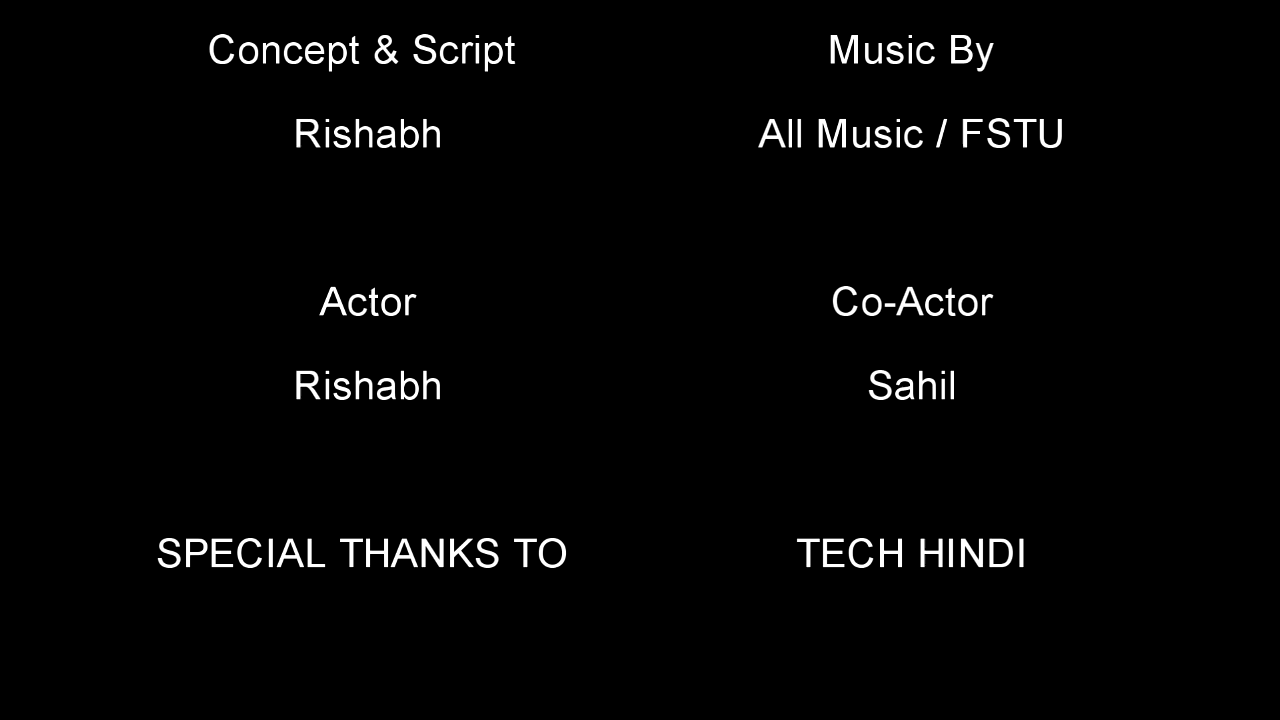 Concept & Script
Music By
Rishabh
All Music / FSTU
Actor
Co-Actor
Rishabh
Sahil
SPECIAL THANKS TO
TECH HINDI